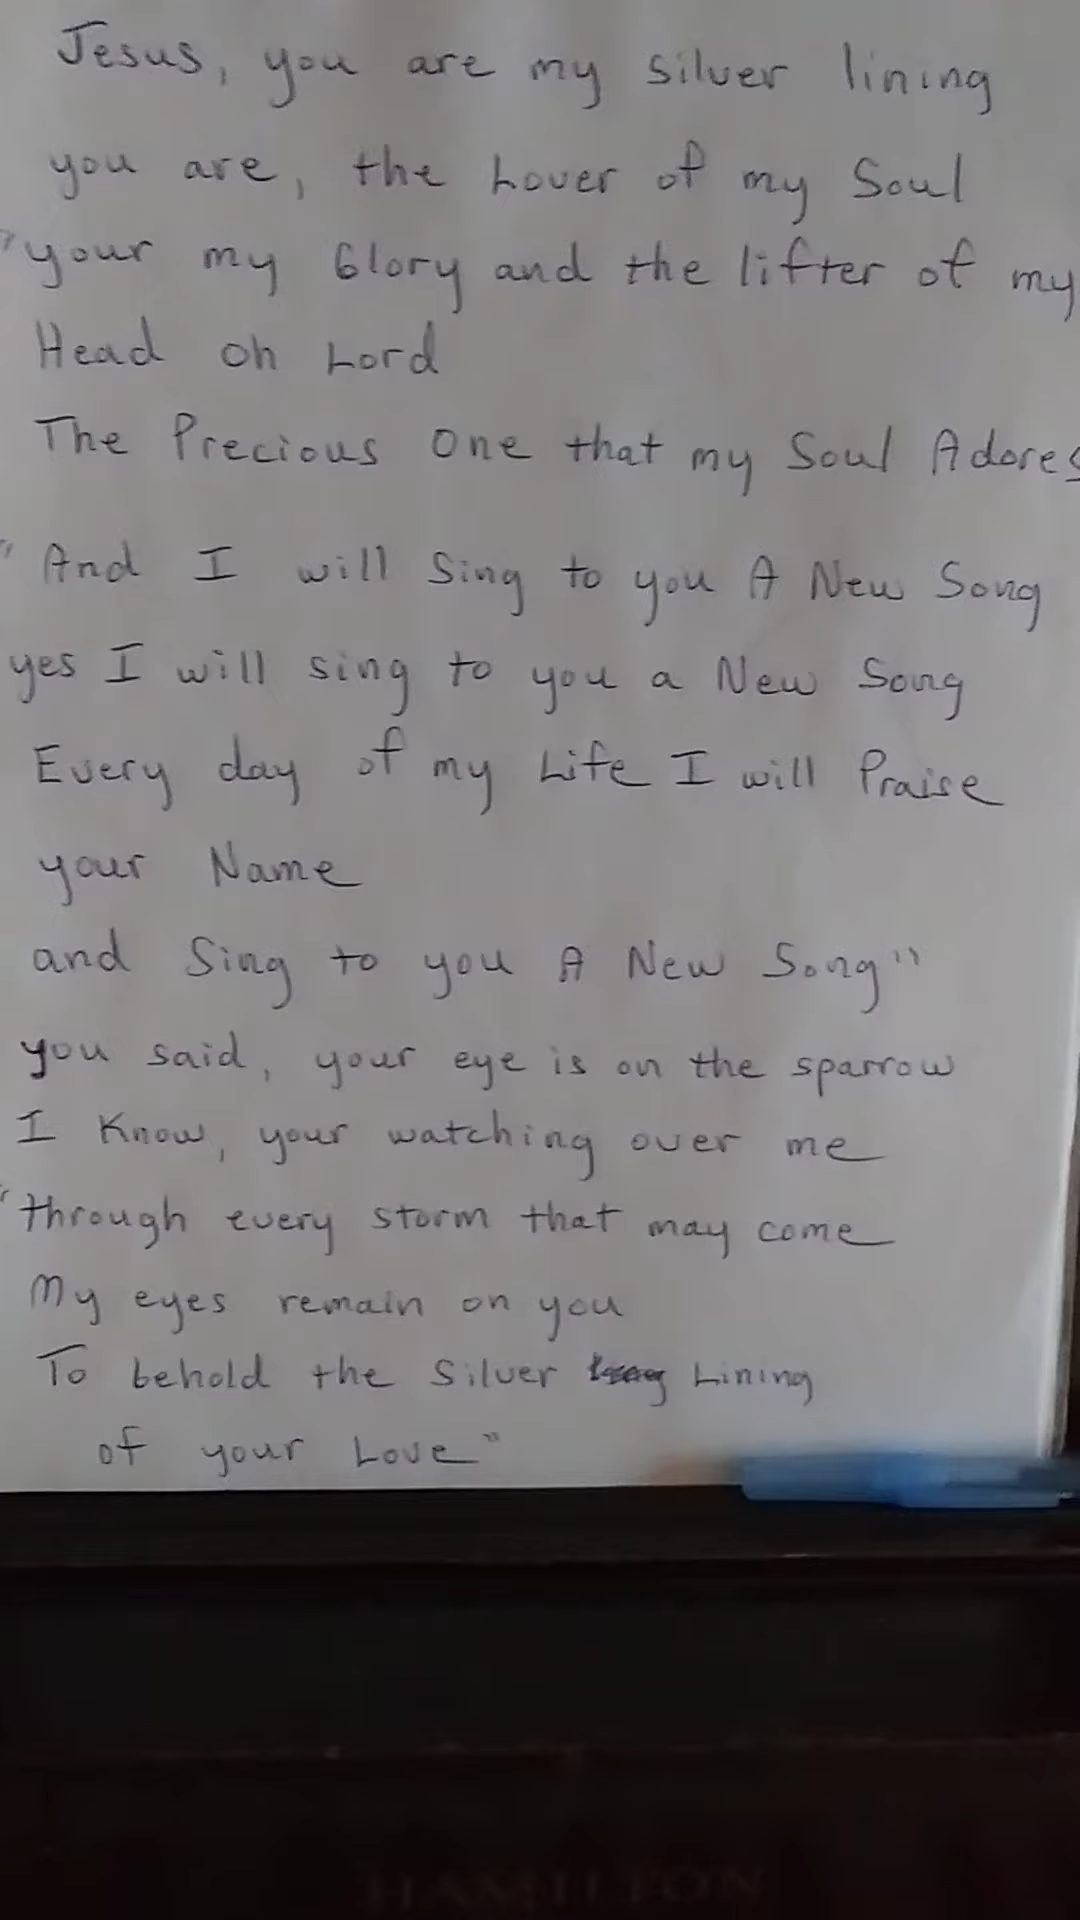 Jesus, you are my silver lining
you are, the Lover of my Soul
"your my Glory and the lifter of my
Head oh Lord
The Precious One that my Soul Adores
"And I will Sing to you A New Song
yes I will sing to you a New Song
Every day of my Life I will Praise
your Name
and Sing to you A New Song"
you said, your eye is on the sparrow
I Know, your watching over me
"through every storm that may come
My eyes remain on you
To behold the Silver Lining
of your Love"
HAMILTON